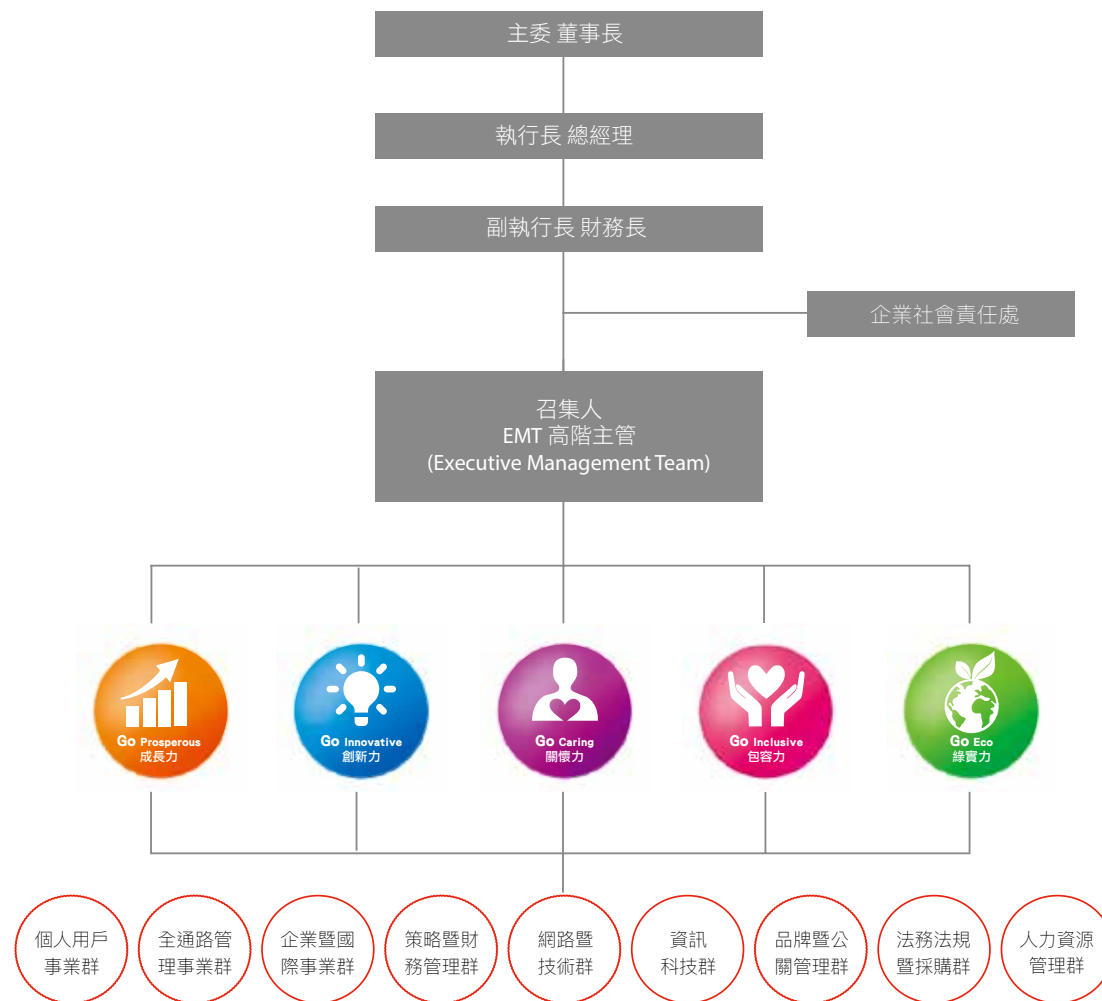 主委 董事長
執行長 總經理
副執行長 財務長
企業社會責任處
召集人
EMT 高階主管
(Executive Management Team)
Go Prosperous
成長力
Go Innovative
創新力
Go Caring
關懷力
Go Inclusive
包容力
Go Eco
綠實力
個人用戶
事業群
全通路管
理事業群
企業暨國
際事業群
策略暨財
務管理群
網路暨
技術群
資訊
科技群
品牌暨公
關管理群
法務法規
暨採購群
人力資源
管理群